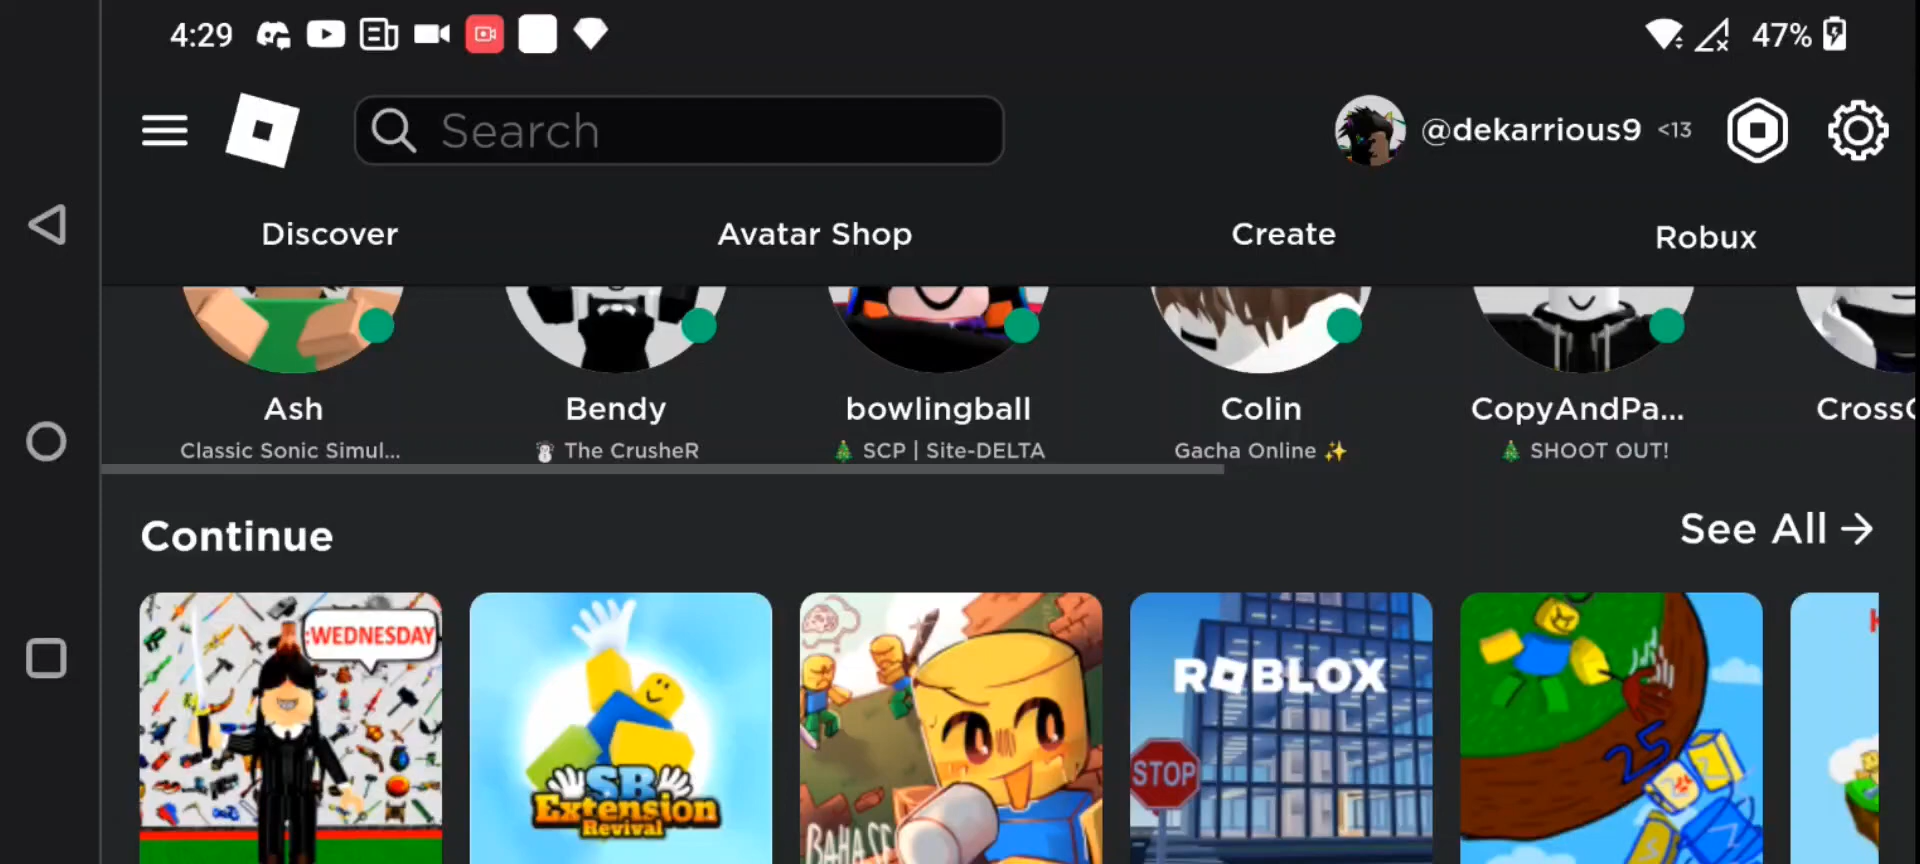 4:29
47%
Search
@dekarrious9 <13
Discover
Avatar Shop
Create
Robux
Ash
Bendy
bowlingball
Colin
CopyAndPa...
Classic Sonic Simul...
☃️ The CrusheR
🎄 SCP | Site-DELTA
Gacha Online ✨
🎄 SHOOT OUT!
Continue
See All →
:WEDNESDAY
SB
Extension
Revival
ROBLOX
STOP
25